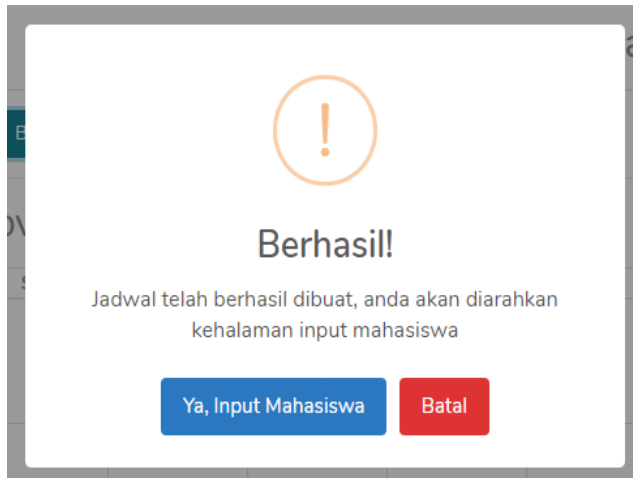 !
Berhasil!
Jadwal telah berhasil dibuat, anda akan diarahkan
kehalaman input mahasiswa
Ya, Input Mahasiswa
Batal